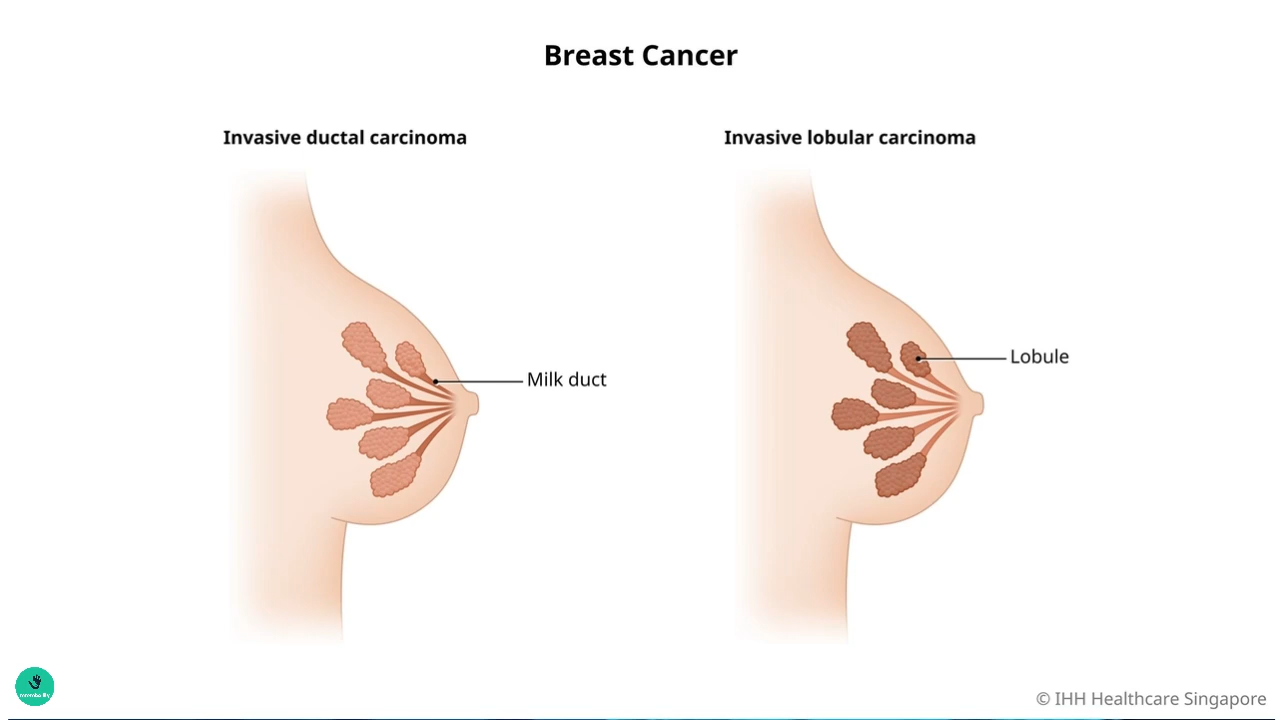 Breast Cancer
Invasive ductal carcinoma
Invasive lobular carcinoma
Lobule
Milk duct
© IHH Healthcare Singapore